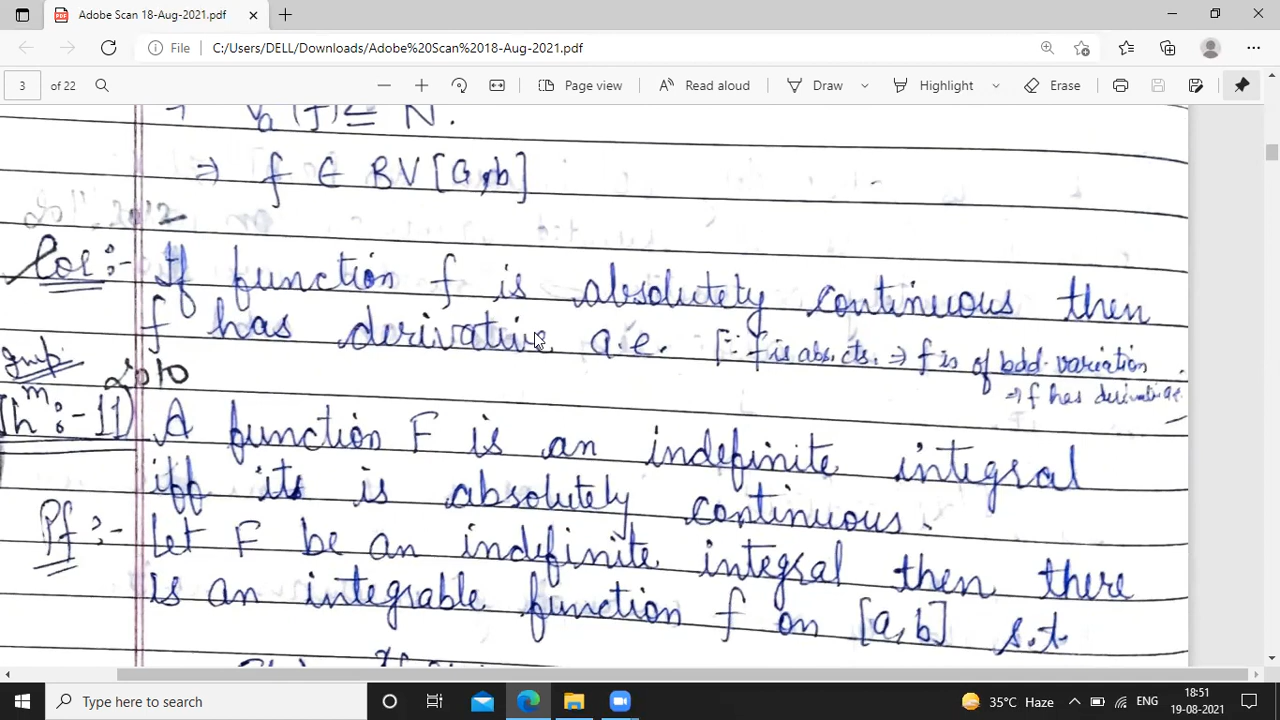 Adobe Scan 18-Aug-2021.pdf
File C:/Users/DELL/Downloads/Adobe%20Scan%2018-Aug-2021.pdf
3 of 22 Page view Read aloud Draw Highlight Erase
(f) ≤ N.
⇒ f ∈ BV[a,b]
2012
Cor:- If function f is absolutety continuous then
f has derivative a.e. [∵ f is abs. cts. ⇒ f is of bdd. variation
⇒ f has derivative
Imp. 2010
Thm:-11) A function F is an indefinite integral
iff its is absolutely continuous.
Pf:- Let F be an indefinite integral then there
is an integrable function f on [a,b] s.t.
Type here to search 35°C Haze ENG 18:51
19-08-2021